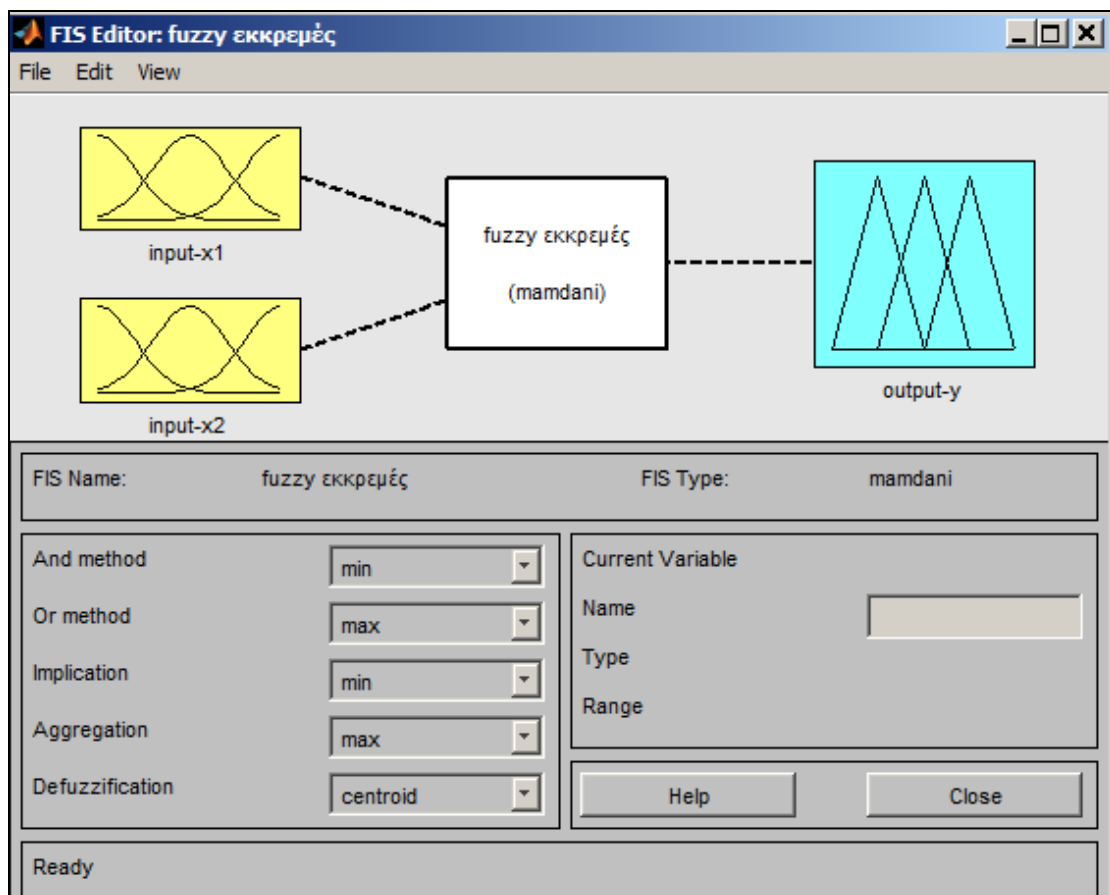 FIS Editor: fuzzy εκκρεμές
File Edit View
input-x1
fuzzy εκκρεμές
(mamdani)
output-y
input-x2
FIS Name: fuzzy εκκρεμές FIS Type: mamdani
And method min
Or method max
Implication min
Aggregation max
Defuzzification centroid
Current Variable
Name
Type
Range
Help Close
Ready